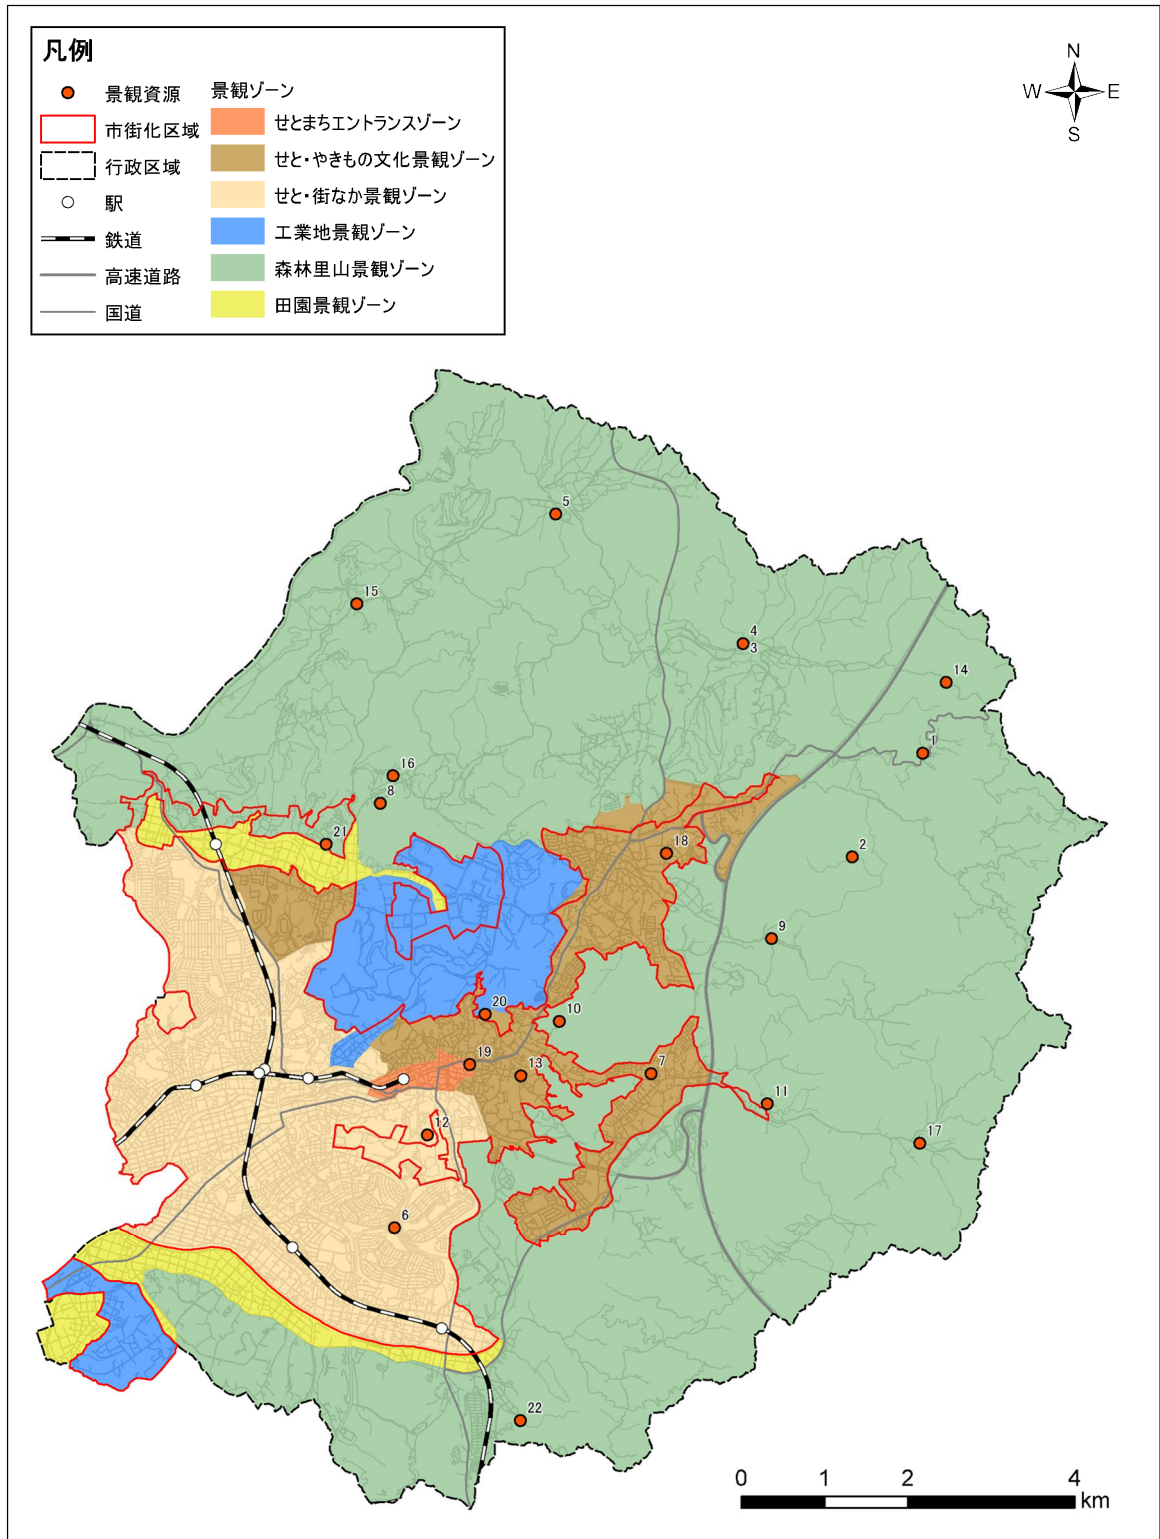 凡例
景観資源
市街化区域
行政区域
駅
鉄道
高速道路
国道
景観ゾーン
せとまちエントランスゾーン
せと・やきもの文化景観ゾーン
せと・街なか景観ゾーン
工業地景観ゾーン
森林里山景観ゾーン
田園景観ゾーン
N
W E
S
5
15
4
3
14
1
16
8
21
18
2
9
20
10
19
13
7
11
12
17
6
22
0 1 2 4
km